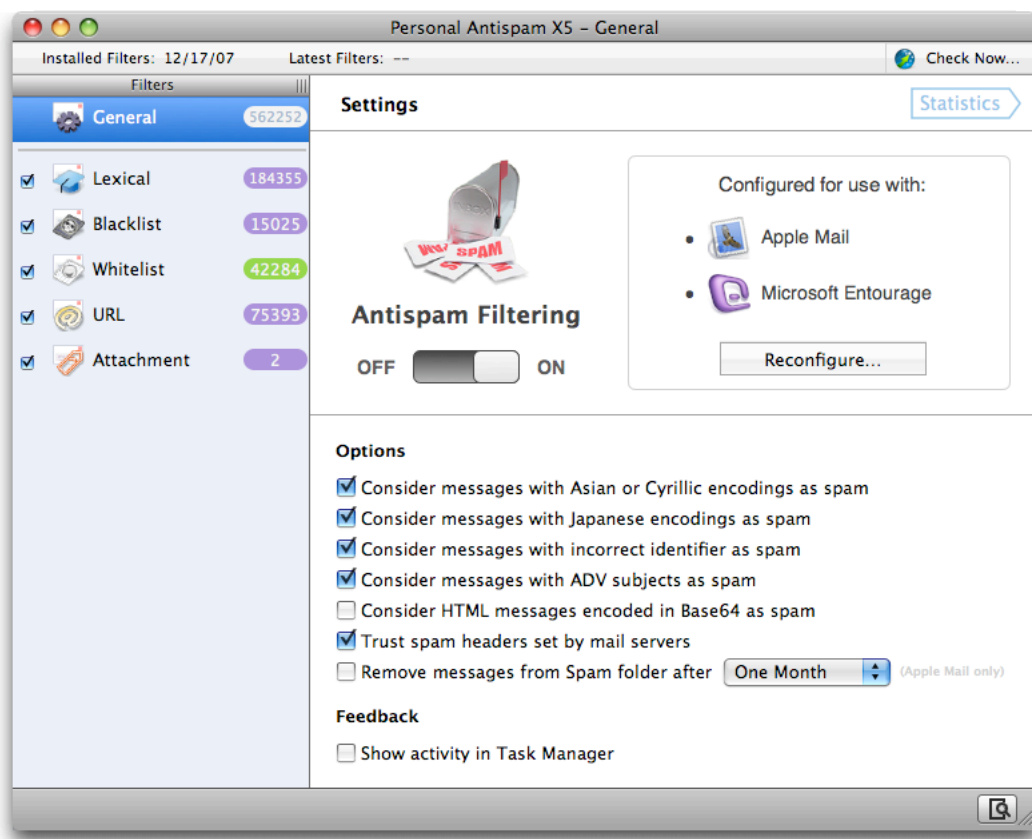 Personal Antispam X5 – General
Installed Filters: 12/17/07 Latest Filters: -- Check Now...
Filters
General 562252
Lexical 184355
Blacklist 15025
Whitelist 42284
URL 75393
Attachment 2
Settings
Statistics
SPAM
Antispam Filtering
OFF ON
Configured for use with:
• Apple Mail
• Microsoft Entourage
Reconfigure...
Options
Consider messages with Asian or Cyrillic encodings as spam
Consider messages with Japanese encodings as spam
Consider messages with incorrect identifier as spam
Consider messages with ADV subjects as spam
Consider HTML messages encoded in Base64 as spam
Trust spam headers set by mail servers
Remove messages from Spam folder after One Month (Apple Mail only)
Feedback
Show activity in Task Manager